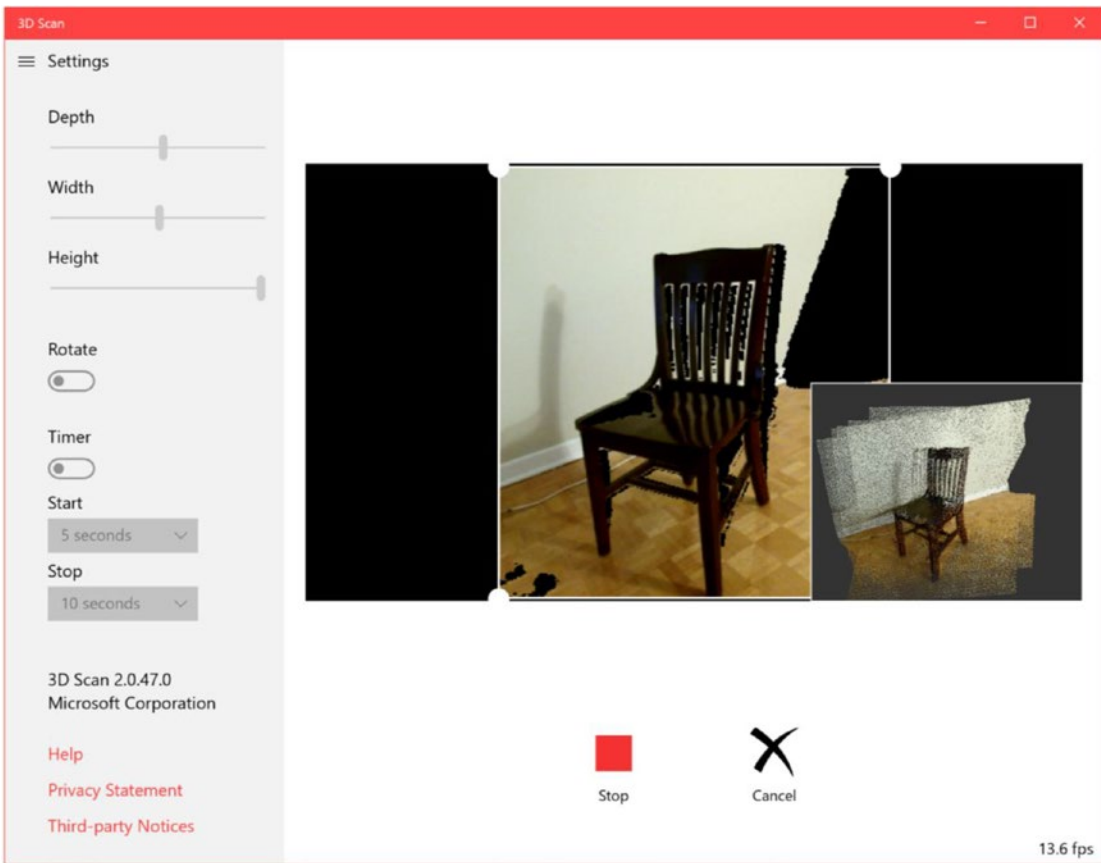 3D Scan
Settings
Depth
Width
Height
Rotate
Timer
Start
5 seconds
Stop
10 seconds
3D Scan 2.0.47.0
Microsoft Corporation
Help
Privacy Statement
Third-party Notices
Stop
Cancel
13.6 fps